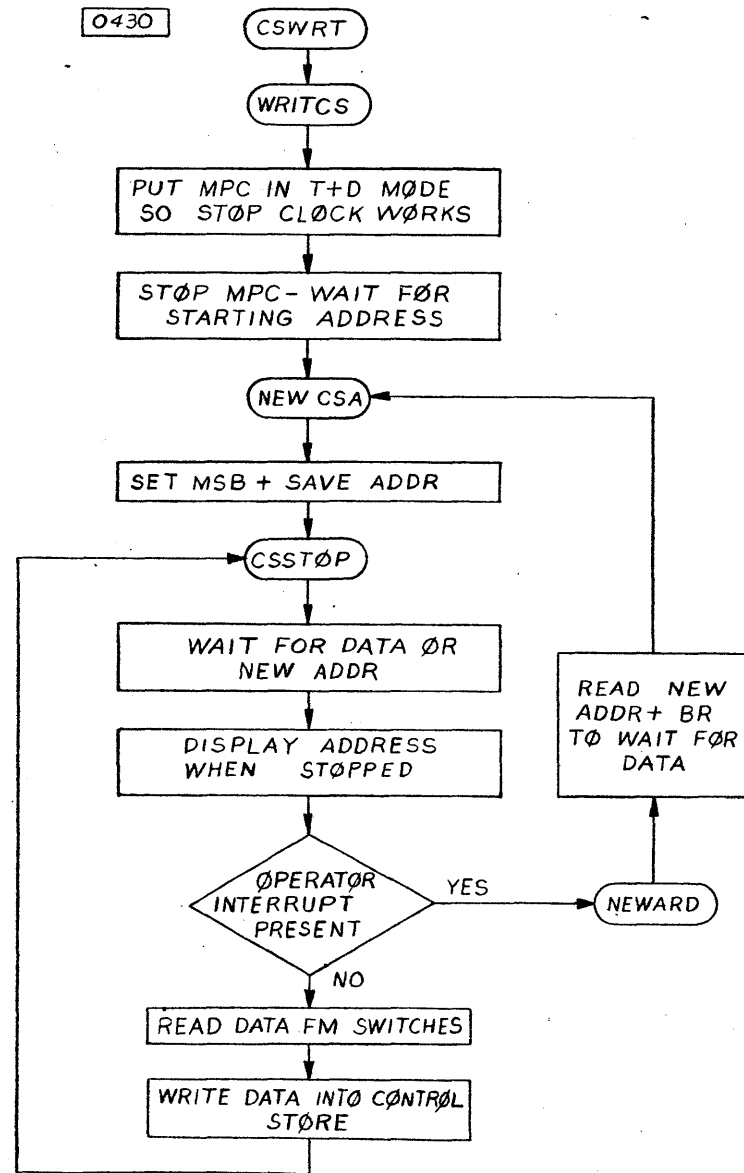 0430
CSWRT
WRITCS
PUT MPC IN T+D MØDE
SO STØP CLØCK WØRKS
STØP MPC - WAIT FØR
STARTING ADDRESS
NEW CSA
SET MSB + SAVE ADDR
CSSTØP
WAIT FOR DATA ØR
NEW ADDR
DISPLAY ADDRESS
WHEN STØPPED
READ NEW
ADDR + BR
TØ WAIT FØR
DATA
ØPERATØR
INTERRUPT
PRESENT
YES
NEWARD
NO
READ DATA FM SWITCHES
WRITE DATA INTØ CØNTRØL
STØRE